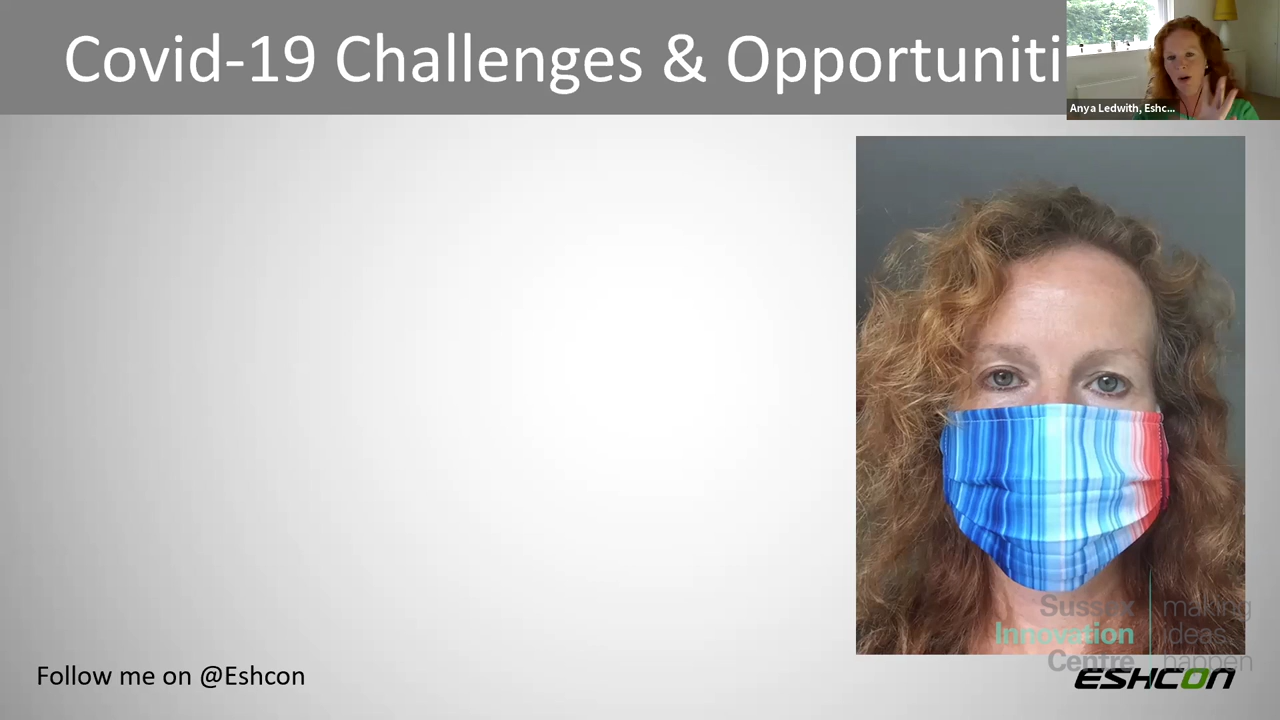 Covid-19 Challenges & Opportuniti
Anya Ledwith, Eshc...
Sussex
Innovation
Centre
making
ideas
happen
Follow me on @Eshcon
ESHCON